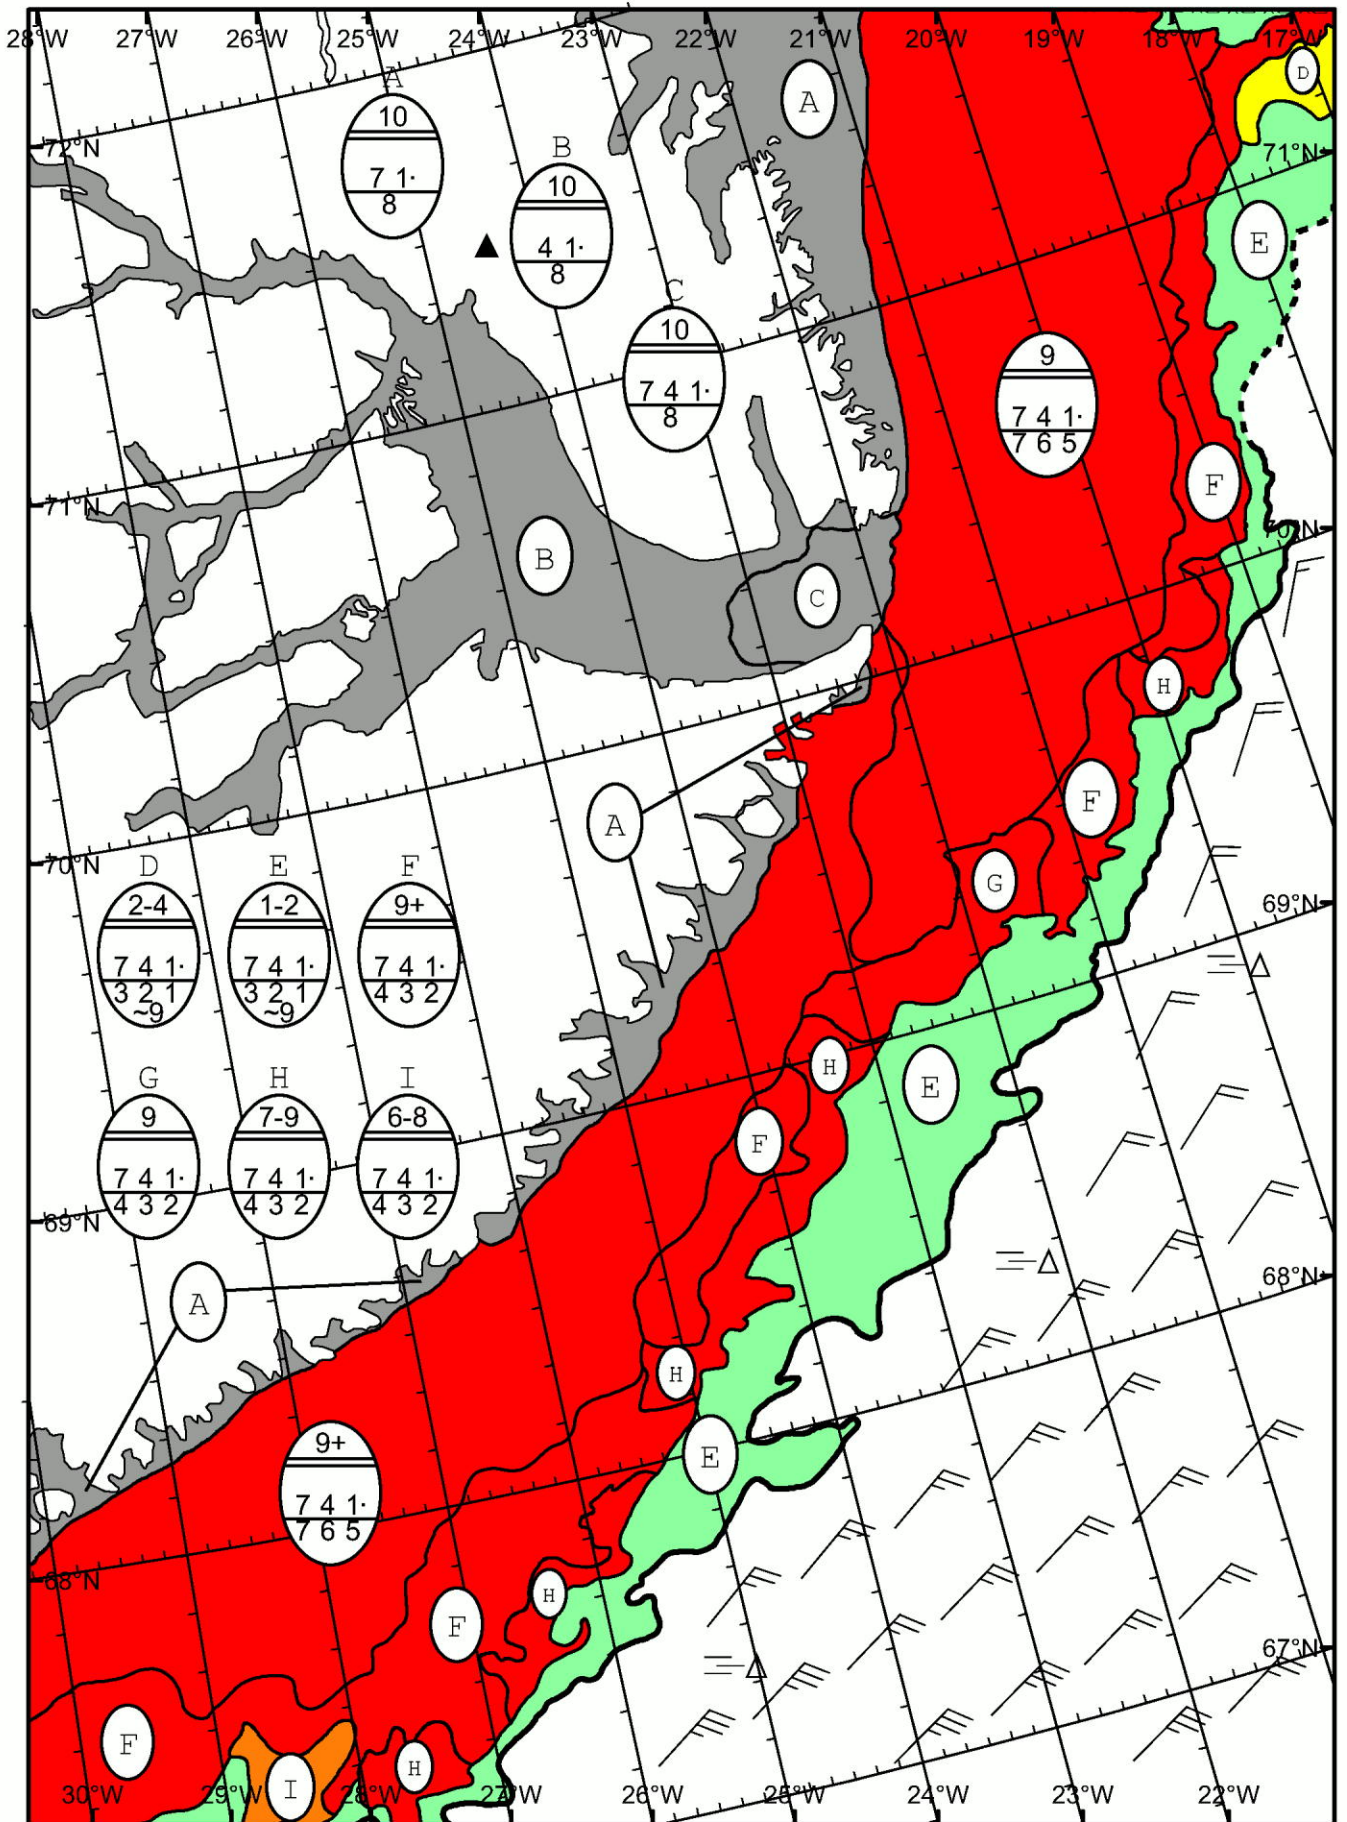 28°W 27°W 26°W 25°W 24°W 23°W 22°W 21°W 20°W 19°W 18°W 17°W
D
A
A
10
7 1·
8
72°N
71°N
B
10
4 1·
8
E
C
10
7 4 1·
8
9
7 4 1·
7 6 5
F
71°N
70°N
B
C
H
F
A
70°N
D E F
G
2-4 1-2 9+
69°N
7 4 1· 7 4 1· 7 4 1·
3 2 1 3 2 1 4 3 2
~9 ~9
H
E
G H I
9 7-9 6-8
F
7 4 1· 7 4 1· 7 4 1·
4 3 2 4 3 2 4 3 2
69°N
68°N
A
H
9+
E
7 4 1·
7 6 5
68°N
H
F
67°N
F
H
I
30°W 29°W 28°W 27°W 26°W 25°W 24°W 23°W 22°W